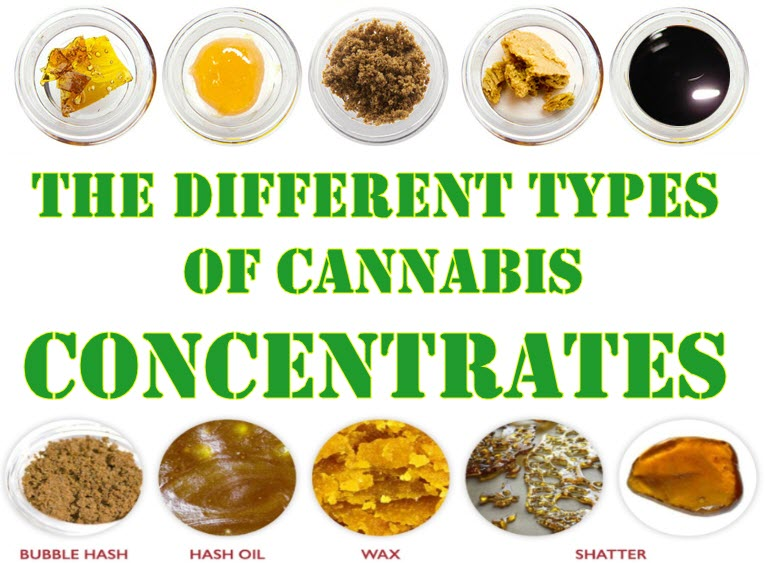 THE DIFFERENT TYPES
OF CANNABIS
CONCENTRATES
BUBBLE HASH HASH OIL WAX SHATTER